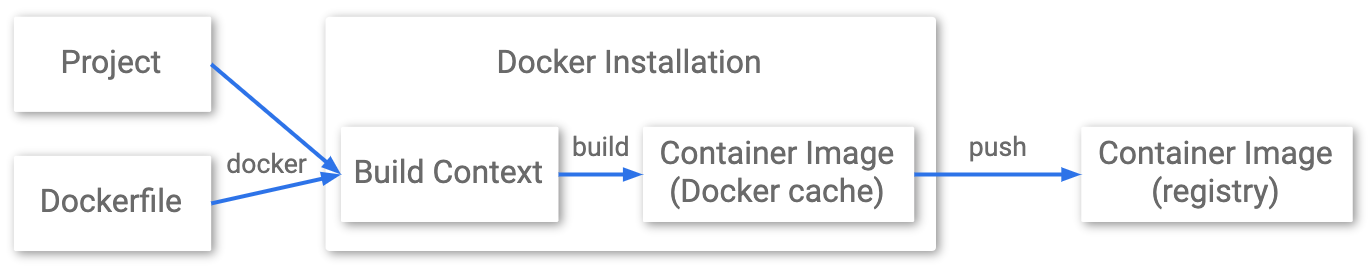 Project
Docker Installation
Dockerfile
docker
Build Context
build
Container Image
(Docker cache)
push
Container Image
(registry)